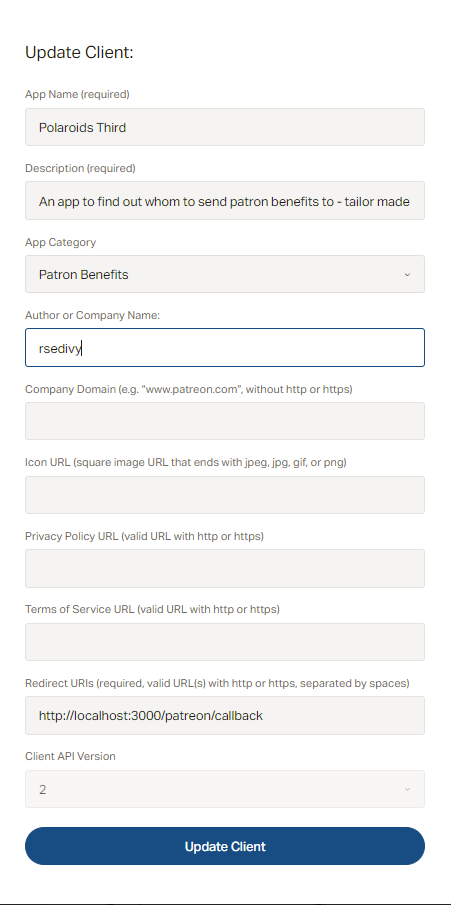 Update Client:
App Name (required)
Polaroids Third
Description (required)
An app to find out whom to send patron benefits to - tailor made
App Category
Patron Benefits
Author or Company Name:
rsedivy
Company Domain (e.g. "www.patreon.com", without http or https)
Icon URL (square image URL that ends with jpeg, jpg, gif, or png)
Privacy Policy URL (valid URL with http or https)
Terms of Service URL (valid URL with http or https)
Redirect URIs (required, valid URL(s) with http or https, separated by spaces)
http://localhost:3000/patreon/callback
Client API Version
2
Update Client